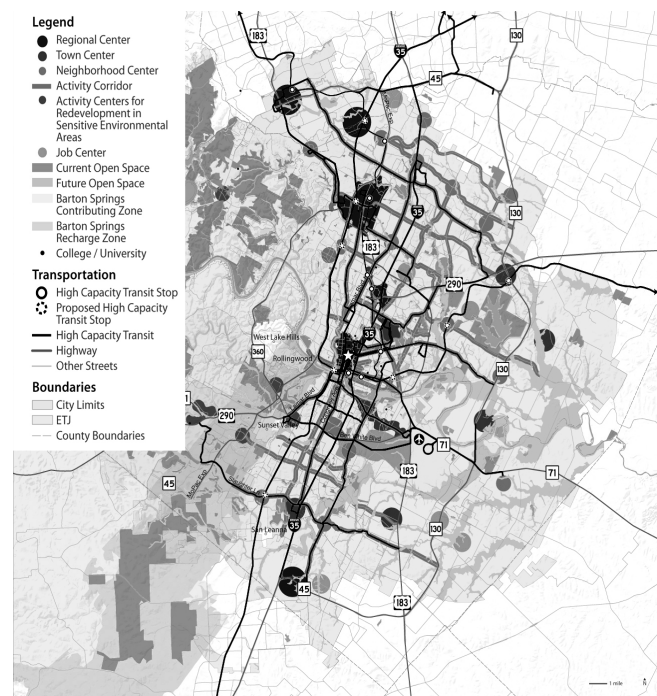 Legend
Regional Center
Town Center
Neighborhood Center
Activity Corridor
Activity Centers for
Redevelopment in
Sensitive Environmental
Areas
Job Center
Current Open Space
Future Open Space
Barton Springs
Contributing Zone
Barton Springs
Recharge Zone
College / University
Transportation
High Capacity Transit Stop
Proposed High Capacity
Transit Stop
High Capacity Transit
Highway
Other Streets
Boundaries
City Limits
ETJ
County Boundaries
183
35
130
45
35
130
183
290
West Lake Hills
35
360
Rollingwood
130
290
Sunset Valley
71
183
71
45
MoPac Exp
San Leanna
35
130
45
183
1 mile
N